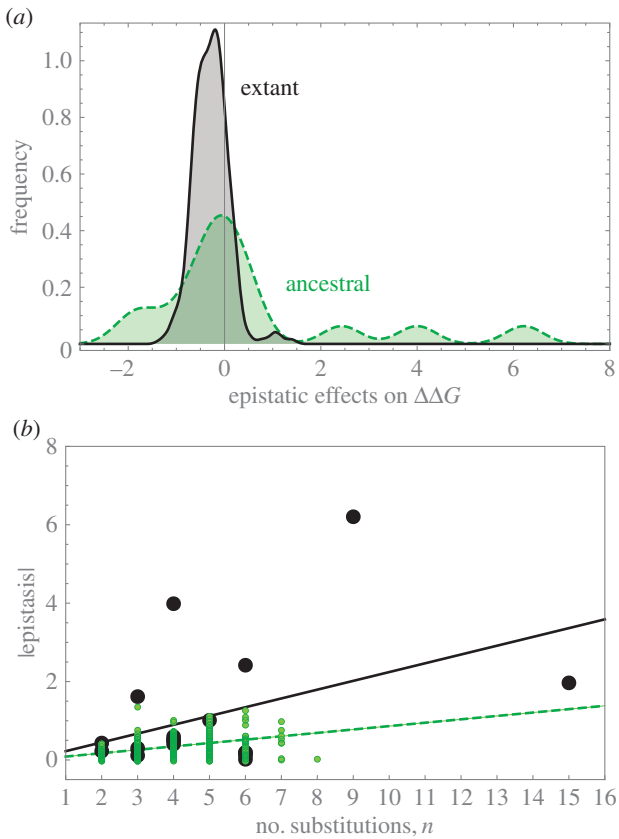 (a)
extant
ancestral
frequency
1.0
0.8
0.6
0.4
0.2
0
−2 0 2 4 6 8
epistatic effects on ΔΔG
(b)
|epistasis|
8
6
4
2
0
1 2 3 4 5 6 7 8 9 10 11 12 13 14 15 16
no. substitutions, n